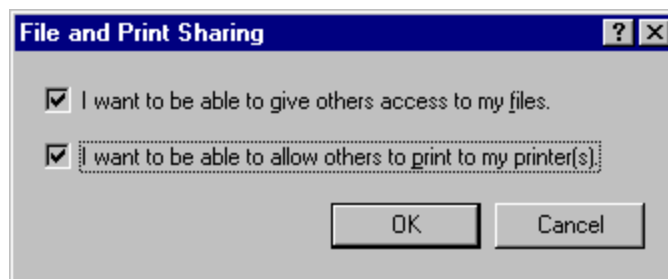 File and Print Sharing
I want to be able to give others access to my files.
I want to be able to allow others to print to my printer(s).
OK Cancel